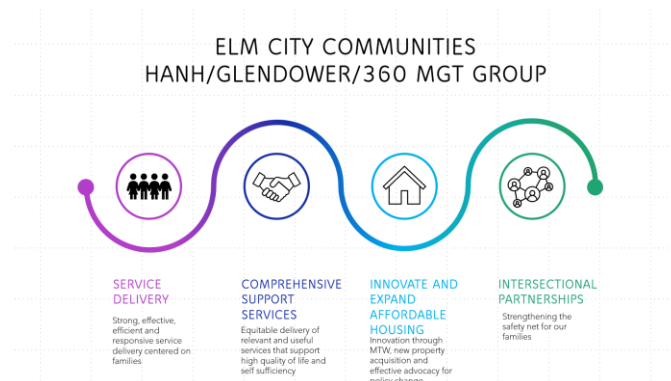 ELM CITY COMMUNITIES
HANH/GLENDOWER/360 MGT GROUP
SERVICE
DELIVERY
Strong, effective,
efficient and
responsive service
delivery centered on
families
COMPREHENSIVE
SUPPORT
SERVICES
Equitable delivery of
relevant and useful
services that support
high quality of life and
self sufficiency
INNOVATE AND
EXPAND
AFFORDABLE
HOUSING
Innovation through
MTW, new property
acquisition and
effective advocacy for
policy change
INTERSECTIONAL
PARTNERSHIPS
Strengthening the
safety net for our
families